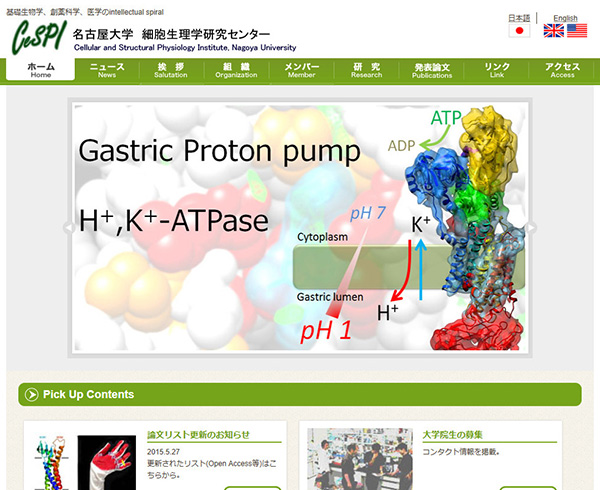 基礎生物学、創薬科学、医学のintellectual spiral
日本語 English
CeSPI
名古屋大学 細胞生理学研究センター
Cellular and Structural Physiology Institute, Nagoya University
ホーム ニュース 挨 拶 組 織 メンバー 研 究 発表論文 リンク アクセス
Home News Salutation Organization Member Research Publications Link Access
Gastric Proton pump
ATP
ADP
H+,K+-ATPase
pH 7
K+
Cytoplasm
Gastric lumen
H+
pH 1
Pick Up Contents
論文リスト更新のお知らせ
2015.5.27
更新されたリスト(Open Access等)はこ
ちらから。
大学院生の募集
コンタクト情報を掲載。